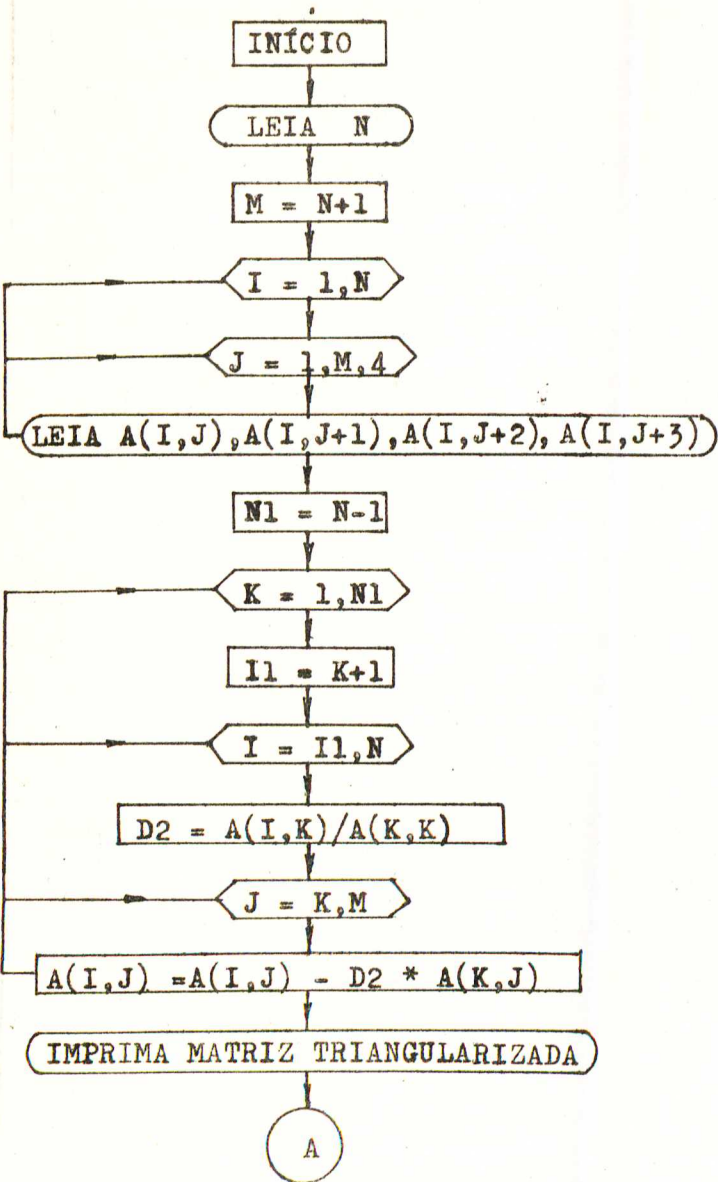 INÍCIO
LEIA N
M = N+1
I = 1,N
J = 1,M,4
LEIA A(I,J),A(I,J+1),A(I,J+2),A(I,J+3)
N1 = N-1
K = 1,N1
I1 = K+1
I = I1,N
D2 = A(I,K)/A(K,K)
J = K,M
A(I,J) =A(I,J) - D2 * A(K,J)
IMPRIMA MATRIZ TRIANGULARIZADA
A